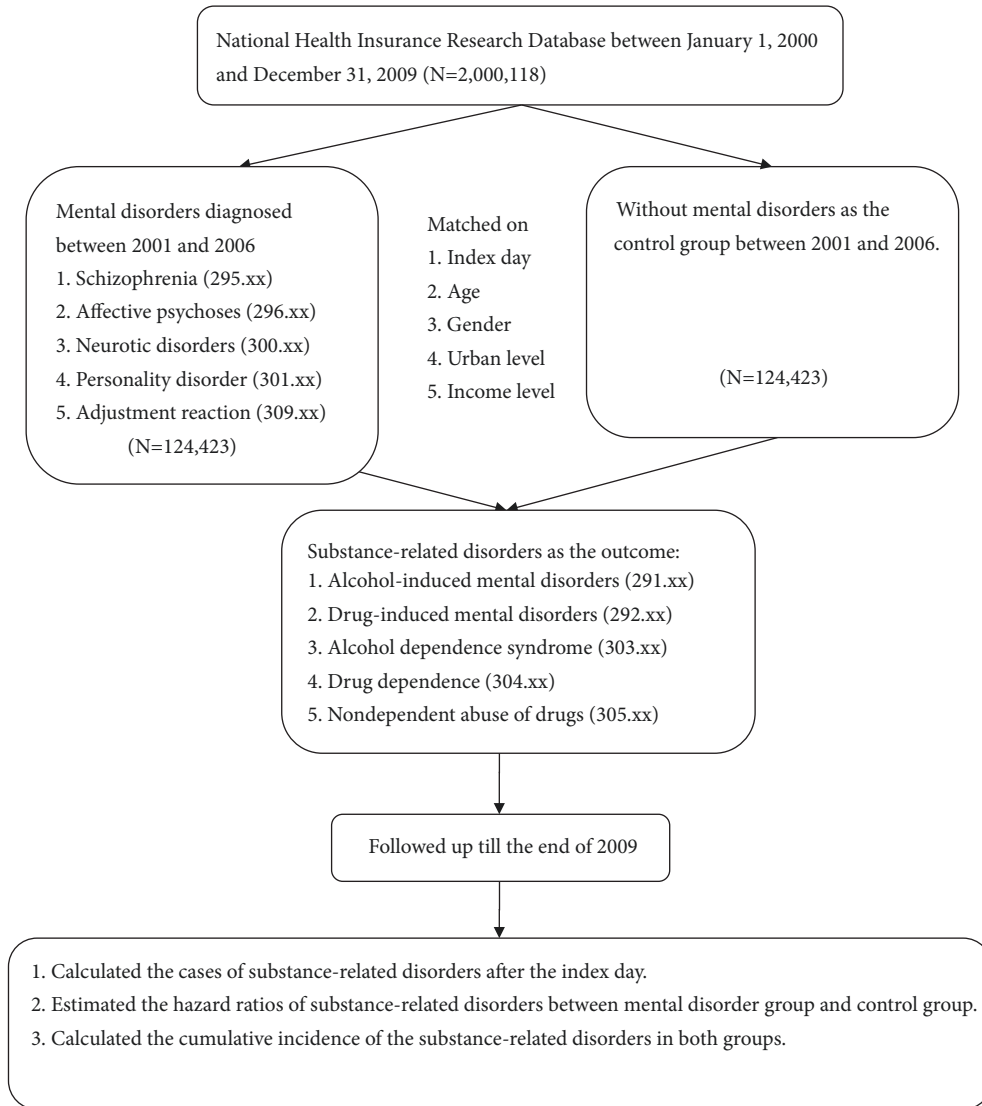 National Health Insurance Research Database between January 1, 2000
and December 31, 2009 (N=2,000,118)
Mental disorders diagnosed
between 2001 and 2006
1. Schizophrenia (295.xx)
2. Affective psychoses (296.xx)
3. Neurotic disorders (300.xx)
4. Personality disorder (301.xx)
5. Adjustment reaction (309.xx)
(N=124,423)
Matched on
1. Index day
2. Age
3. Gender
4. Urban level
5. Income level
Without mental disorders as the
control group between 2001 and 2006.
(N=124,423)
Substance-related disorders as the outcome:
1. Alcohol-induced mental disorders (291.xx)
2. Drug-induced mental disorders (292.xx)
3. Alcohol dependence syndrome (303.xx)
4. Drug dependence (304.xx)
5. Nondependent abuse of drugs (305.xx)
Followed up till the end of 2009
1. Calculated the cases of substance-related disorders after the index day.
2. Estimated the hazard ratios of substance-related disorders between mental disorder group and control group.
3. Calculated the cumulative incidence of the substance-related disorders in both groups.